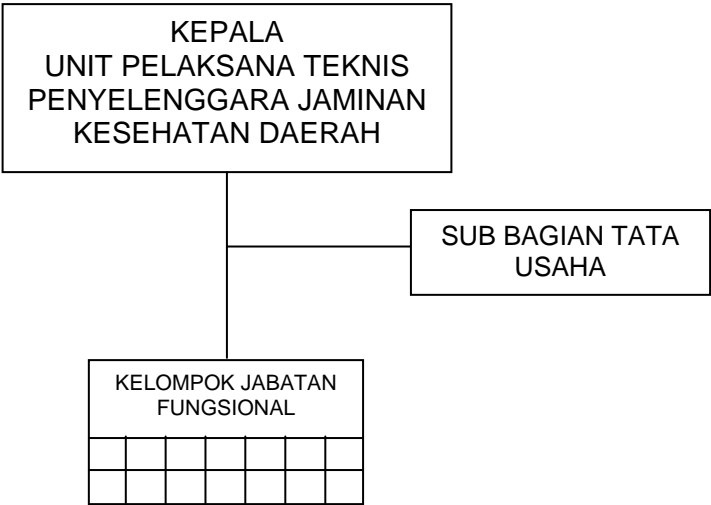 KEPALA
UNIT PELAKSANA TEKNIS
PENYELENGGARA JAMINAN
KESEHATAN DAERAH
SUB BAGIAN TATA
USAHA
KELOMPOK JABATAN
FUNGSIONAL